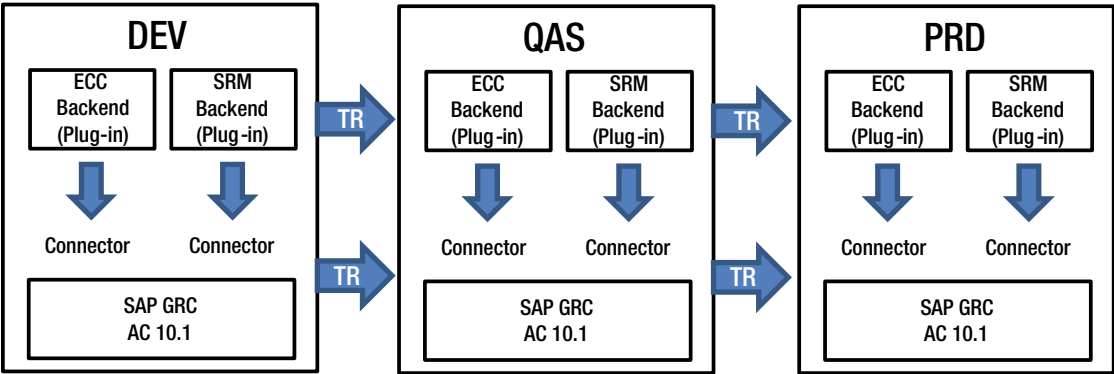 DEV
ECC
Backend
(Plug-in)
SRM
Backend
(Plug-in)
Connector
Connector
SAP GRC
AC 10.1
TR
TR
QAS
ECC
Backend
(Plug-in)
SRM
Backend
(Plug-in)
Connector
Connector
SAP GRC
AC 10.1
TR
TR
PRD
ECC
Backend
(Plug-in)
SRM
Backend
(Plug-in)
Connector
Connector
SAP GRC
AC 10.1